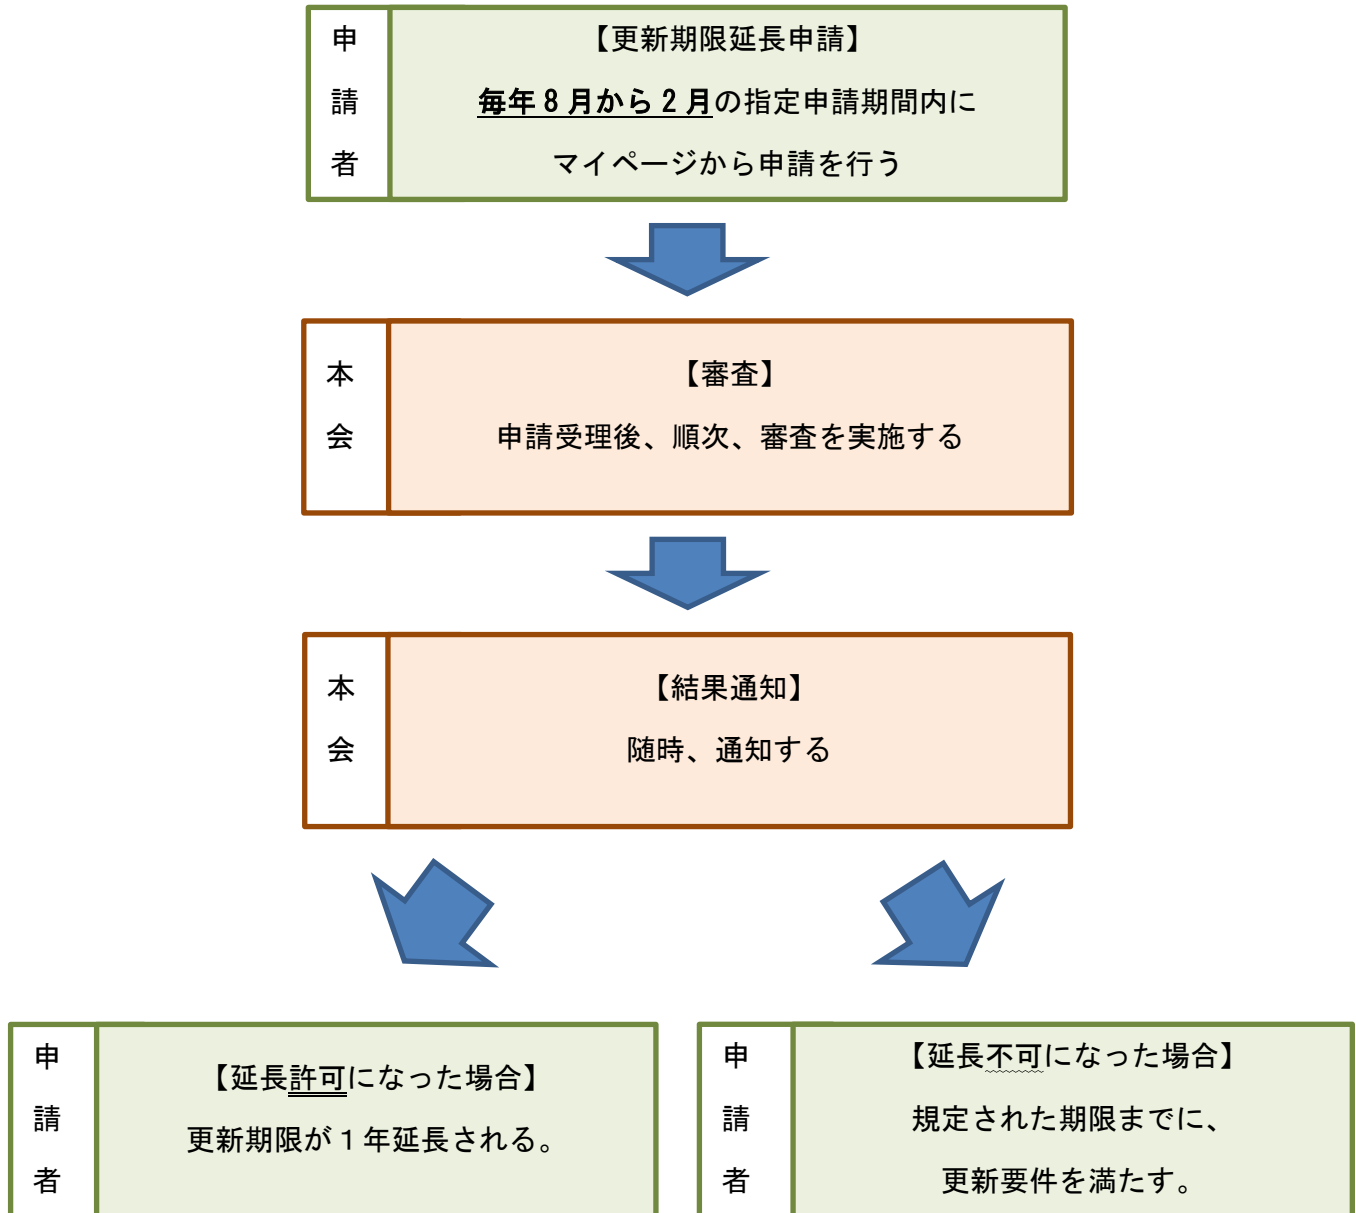 申請者
【更新期限延長申請】
毎年８月から２月の指定申請期間内に
マイページから申請を行う
本会
【審査】
申請受理後、順次、審査を実施する
本会
【結果通知】
随時、通知する
申請者
【延長許可になった場合】
更新期限が１年延長される。
申請者
【延長不可になった場合】
規定された期限までに、
更新要件を満たす。